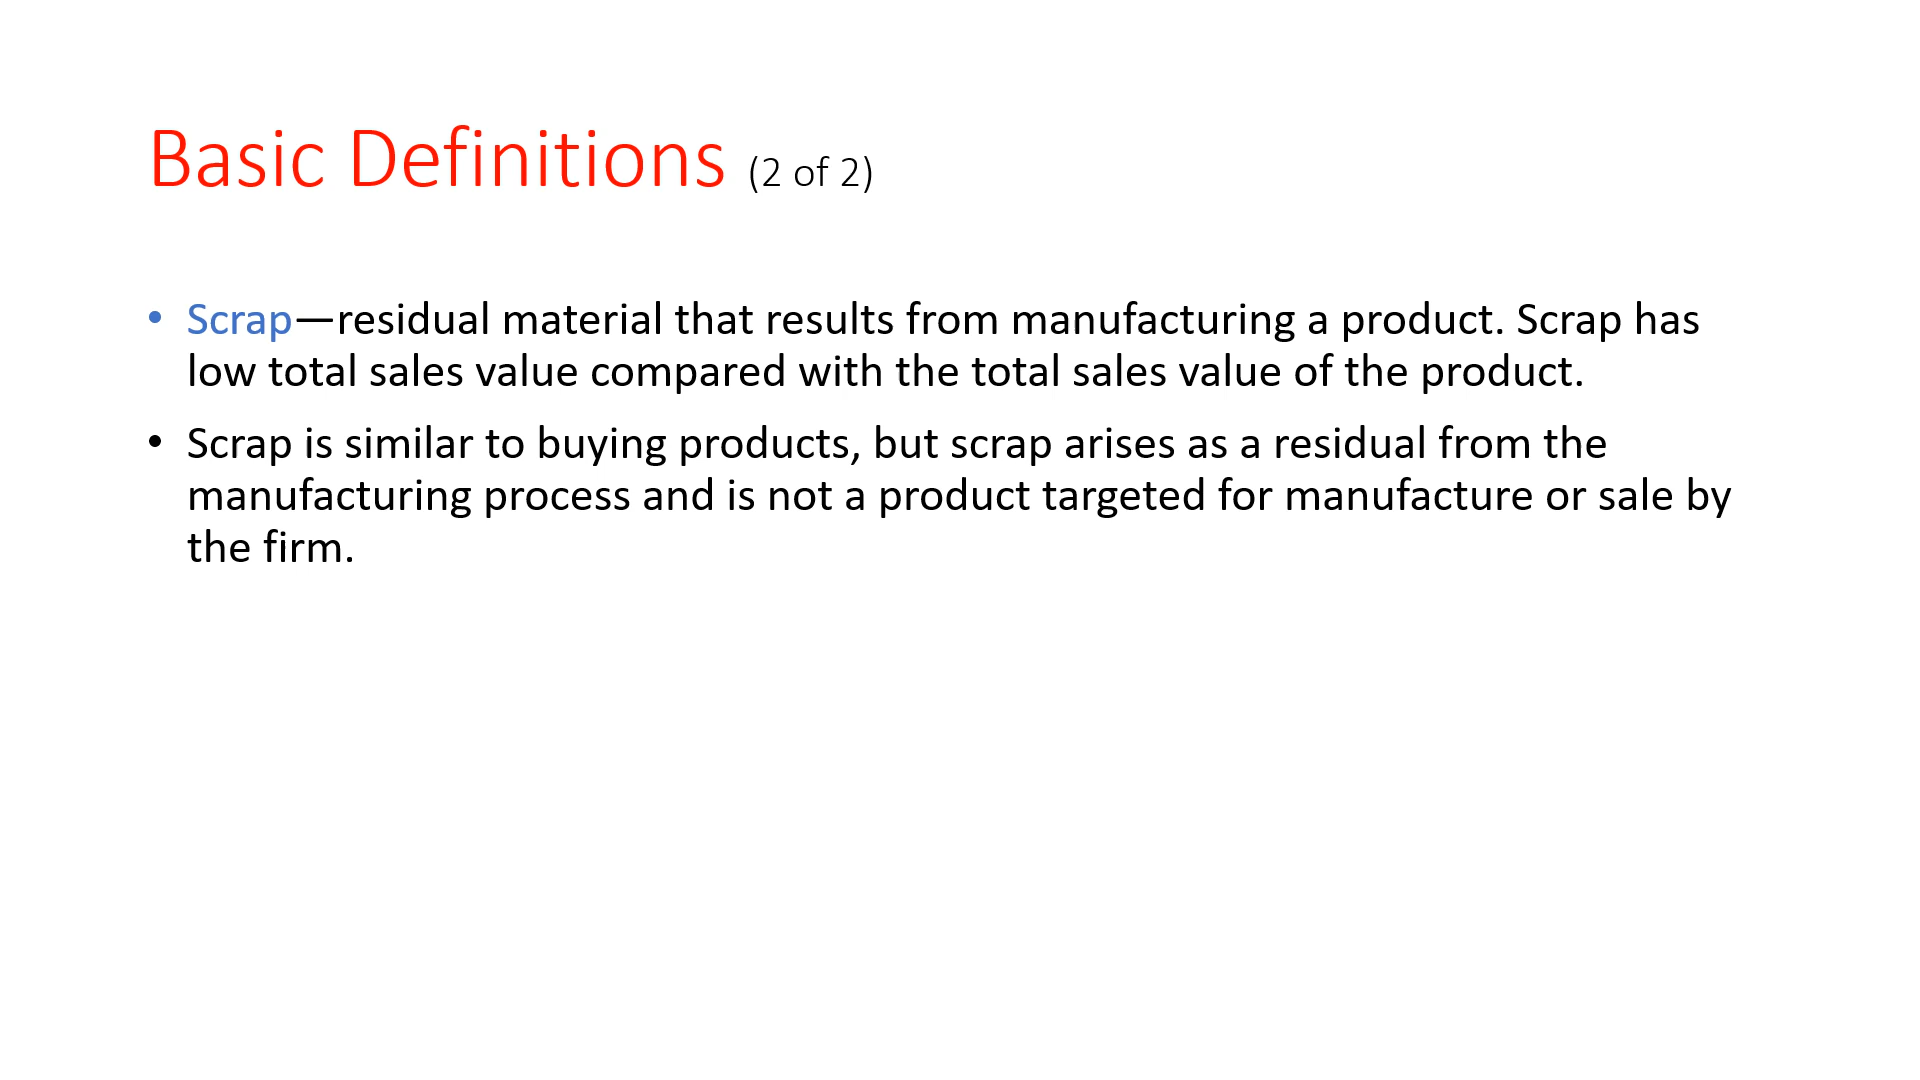 Basic Definitions (2 of 2)
• Scrap—residual material that results from manufacturing a product. Scrap has
low total sales value compared with the total sales value of the product.
• Scrap is similar to buying products, but scrap arises as a residual from the
manufacturing process and is not a product targeted for manufacture or sale by
the firm.